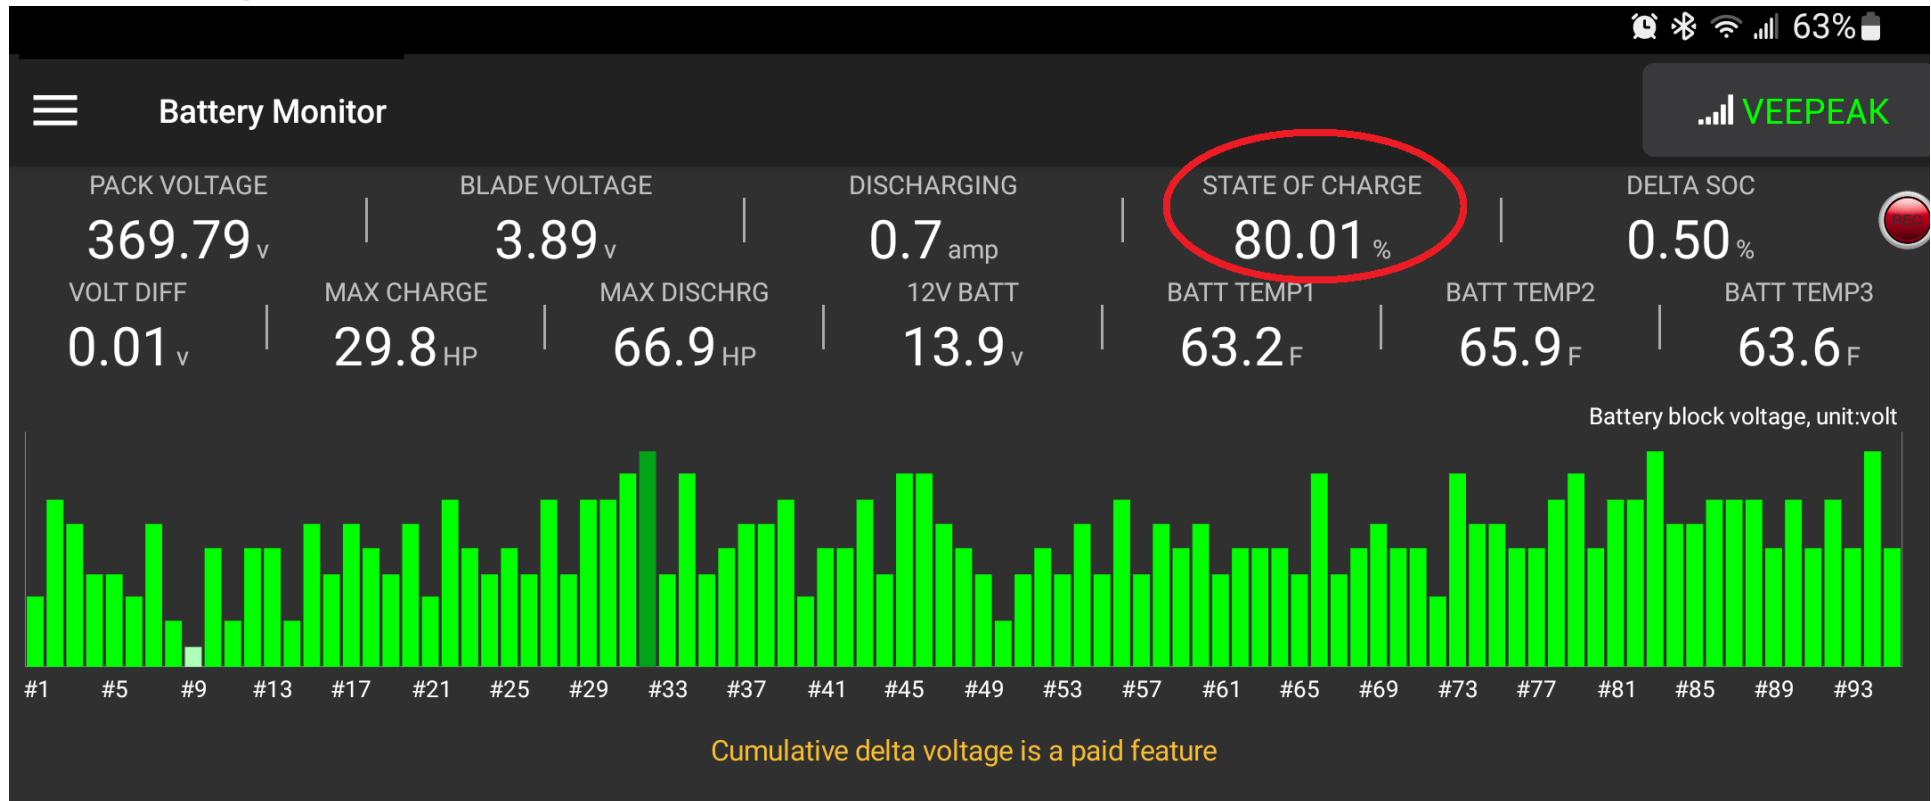 63%
Battery Monitor
VEEPEAK
PACK VOLTAGE BLADE VOLTAGE DISCHARGING STATE OF CHARGE DELTA SOC
369.79 v 3.89 v 0.7 amp 80.01 % 0.50 %
REC
VOLT DIFF MAX CHARGE MAX DISCHRG 12V BATT BATT TEMP1 BATT TEMP2 BATT TEMP3
0.01 v 29.8 HP 66.9 HP 13.9 v 63.2 F 65.9 F 63.6 F
Battery block voltage, unit:volt
#1 #5 #9 #13 #17 #21 #25 #29 #33 #37 #41 #45 #49 #53 #57 #61 #65 #69 #73 #77 #81 #85 #89 #93
Cumulative delta voltage is a paid feature